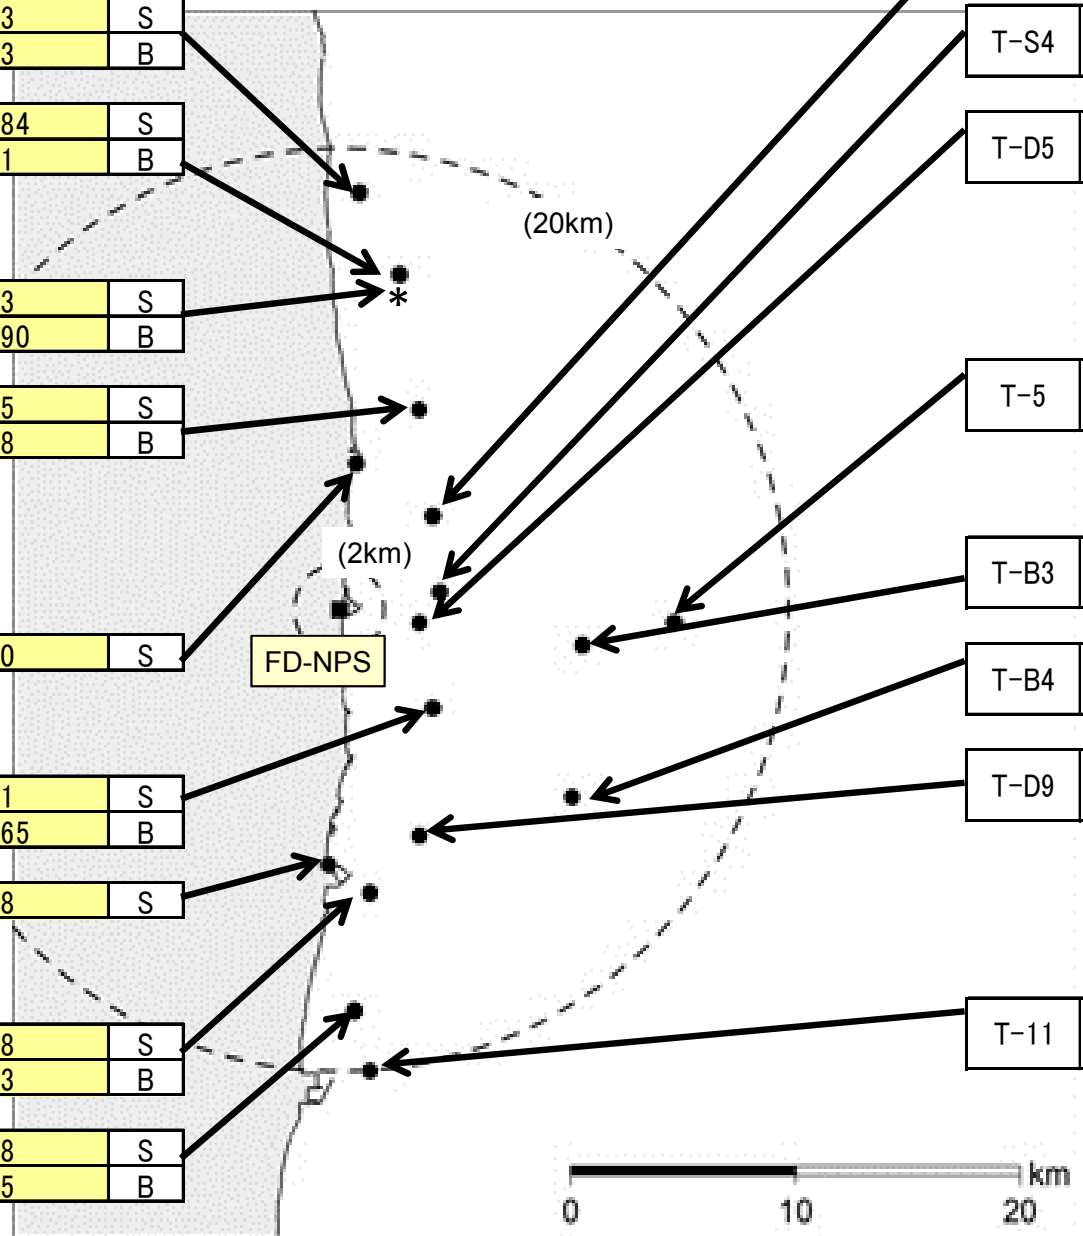 3 S
3 B
84 S
1 B
3 S
90 B
5 S
8 B
0 S
1 S
65 B
8 S
8 S
3 B
8 S
5 B
(20km)
*
(2km)
FD-NPS
T-S4
T-D5
T-5
T-B3
T-B4
T-D9
T-11
km
0 10 20